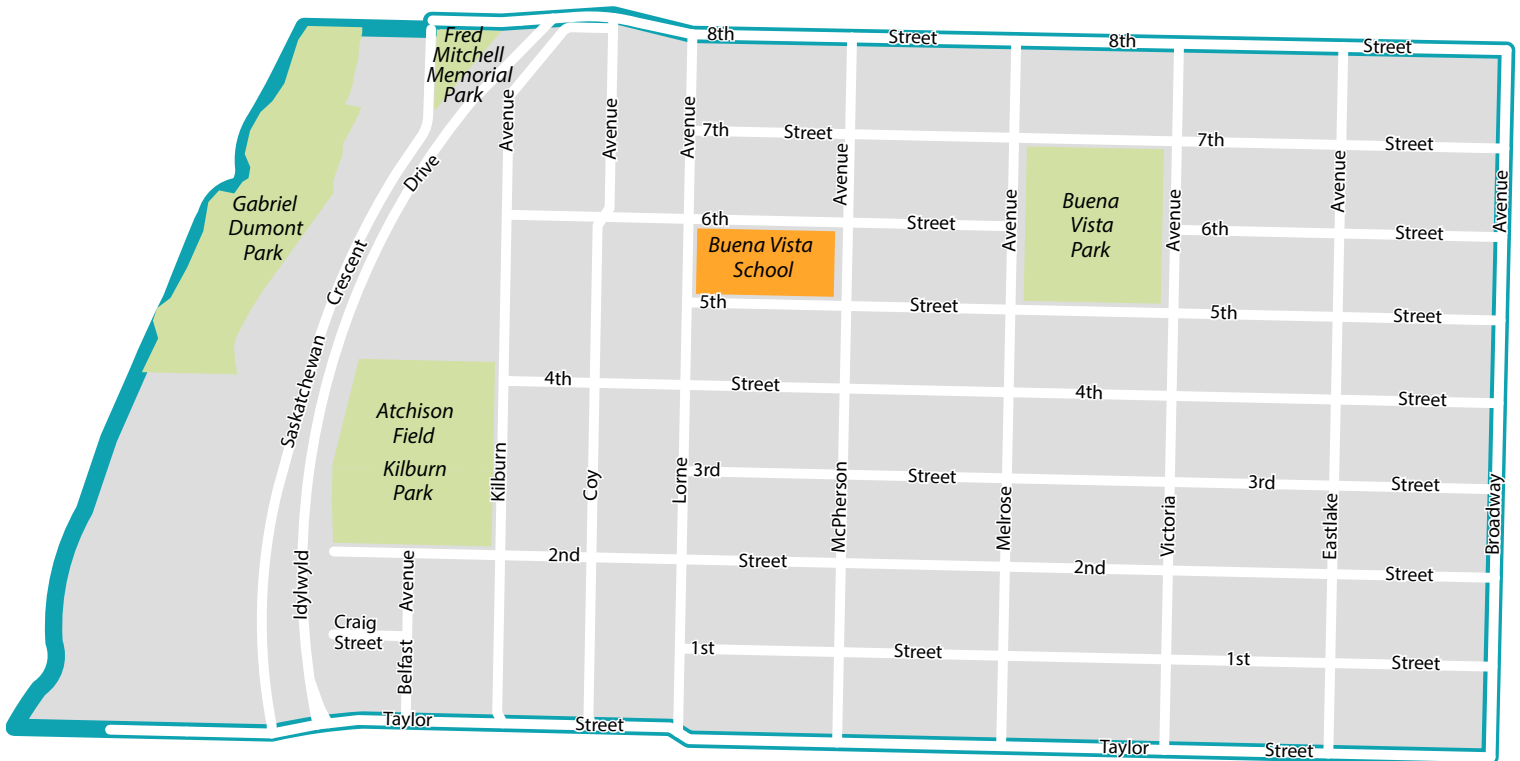 8th
Street
8th
Street
Fred
Mitchell
Memorial
Park
Avenue
Avenue
Avenue
7th
Street
7th
Street
Avenue
Avenue
Avenue
Avenue
Avenue
Drive
Gabriel
Dumont
Park
Buena
Vista
Park
6th
Street
6th
Street
Buena Vista
School
Crescent
5th
Street
5th
Street
Saskatchewan
4th
Street
4th
Street
Atchison
Field
Kilburn
Park
Kilburn
Coy
Lorne
3rd
Street
3rd
Street
McPherson
Melrose
Victoria
Eastlake
Broadway
2nd
Street
2nd
Street
Idylwyld
Avenue
Craig
Street
Belfast
1st
Street
1st
Street
Taylor
Street
Taylor
Street